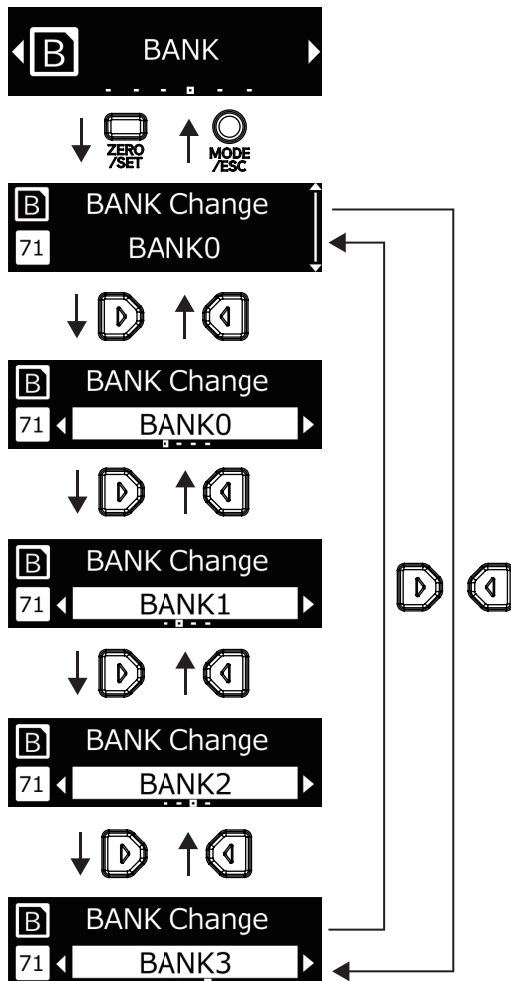 B BANK
ZERO /SET MODE /ESC
B BANK Change
71 BANK0
B BANK Change
71 BANK0
B BANK Change
71 BANK1
B BANK Change
71 BANK2
B BANK Change
71 BANK3